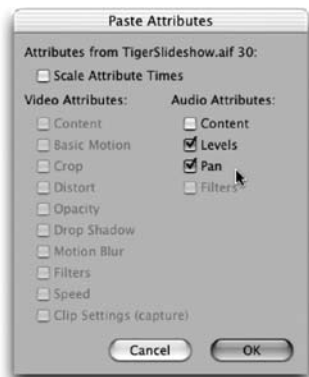 Paste Attributes
Attributes from TigerSlideshow.aif 30:
Scale Attribute Times
Video Attributes:
Content
Basic Motion
Crop
Distort
Opacity
Drop Shadow
Motion Blur
Filters
Speed
Clip Settings (capture)
Audio Attributes:
Content
Levels
Pan
Filters
Cancel
OK